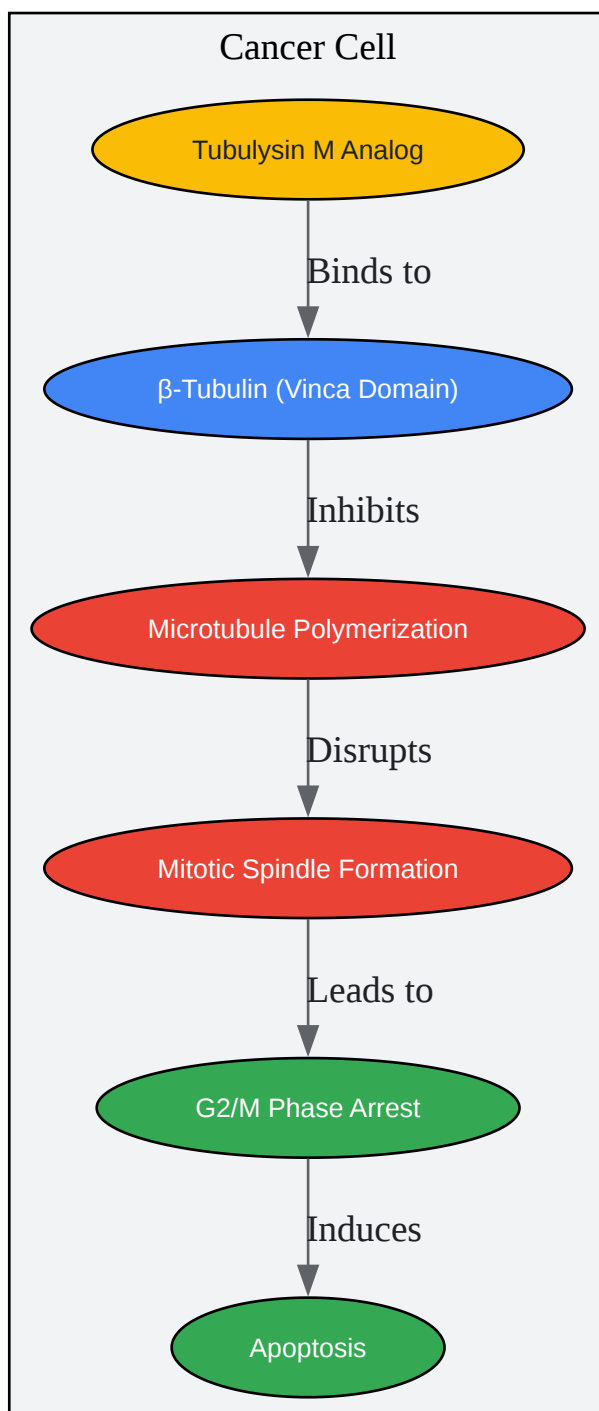 Cancer Cell
Tubulysin M Analog
Binds to
β-Tubulin (Vinca Domain)
Inhibits
Microtubule Polymerization
Disrupts
Mitotic Spindle Formation
Leads to
G2/M Phase Arrest
Induces
Apoptosis